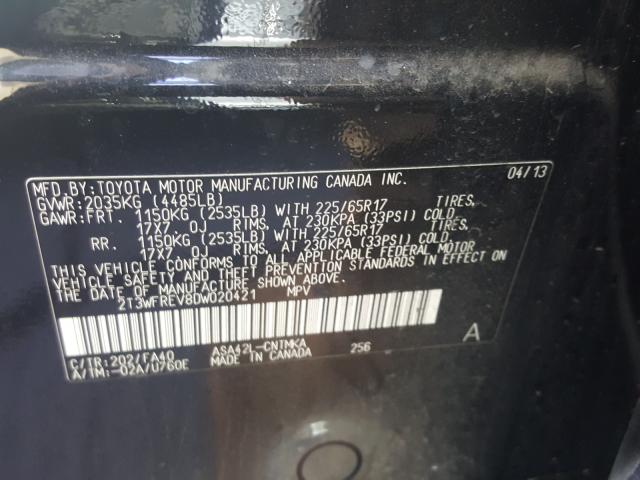 MFD.BY:TOYOTA MOTOR MANUFACTURING CANADA INC. 04/13
GVWR:2035KG (4485LB)
GAWR:FRT. 1150KG (2535LB) WITH 225/65R17 TIRES,
17X7.0J RIMS, AT 230KPA (33PSI) COLD
RR. 1150KG (2535LB) WITH 225/65R17 TIRES,
17X7.0J RIMS, AT 230KPA (33PSI) COLD
THIS VEHICLE CONFORMS TO ALL APPLICABLE FEDERAL MOTOR
VEHICLE SAFETY AND THEFT PREVENTION STANDARDS IN EFFECT ON
THE DATE OF MANUFACTURE SHOWN ABOVE.
2T3WFREV8DW020421 MPV
C/TR:202/FA40 ASA42L-CNTMKA 256 A
A/TM:-02A/U760E MADE IN CANADA